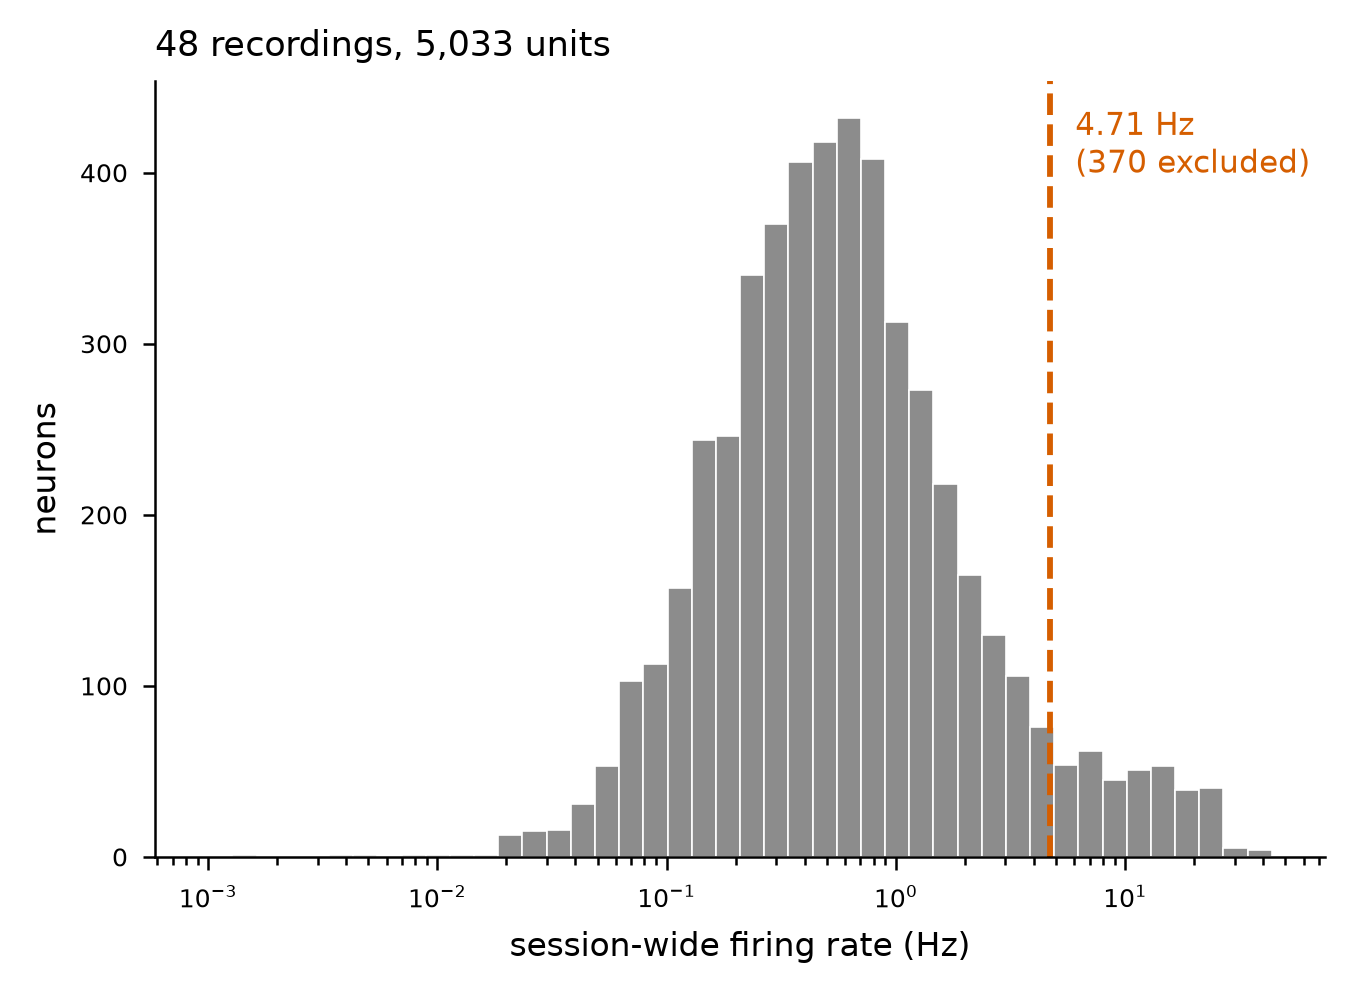 48 recordings, 5,033 units
4.71 Hz
(370 excluded)
neurons
400
300
200
100
0
10⁻³ 10⁻² 10⁻¹ 10⁰ 10¹
session-wide firing rate (Hz)